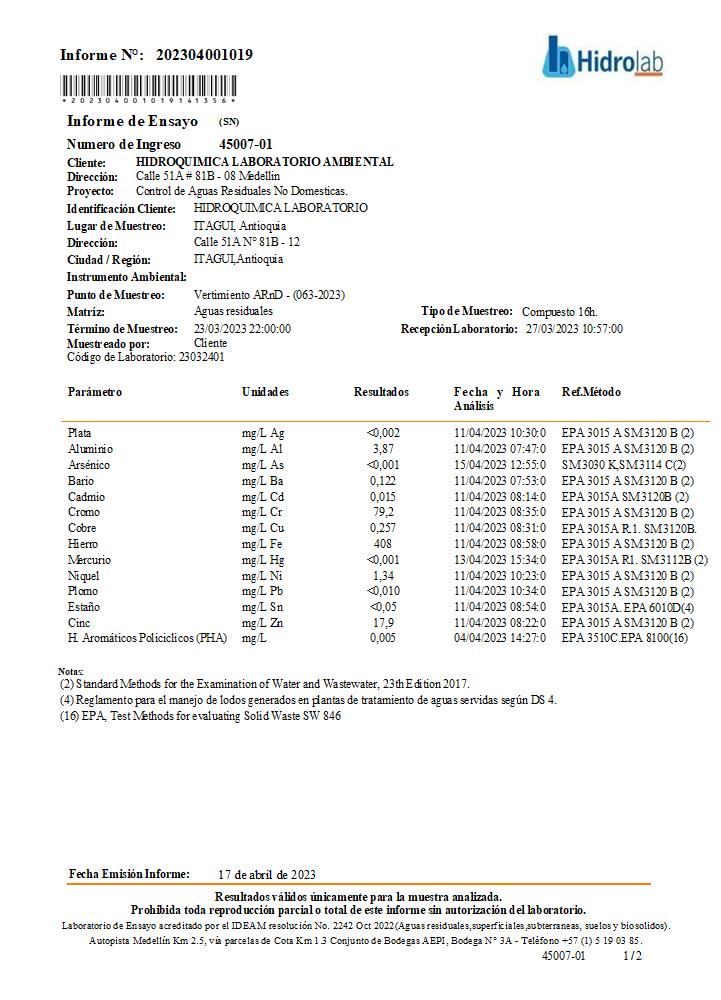 Informe N°: 202304001019
Hidrolab
*20230400101914135 6*
Informe de Ensayo (SN)
Numero de Ingreso 45007-01
Cliente: HIDROQUIMICA LABORATORIO AMBIENTAL
Dirección: Calle 51A # 81B - 08 Medellin
Proyecto: Control de Aguas Residuales No Domesticas.
Identificación Cliente: HIDROQUIMICA LABORATORIO
Lugar de Muestreo: ITAGUI, Antioquia
Dirección: Calle 51A N° 81B - 12
Ciudad / Región: ITAGUI,Antioquia
Instrumento Ambiental:
Punto de Muestreo: Vertimiento ARnD - (063-2023)
Matríz: Aguas residuales Tipo de Muestreo: Compuesto 16h.
Término de Muestreo: 23/03/2023 22:00:00 Recepción Laboratorio: 27/03/2023 10:57:00
Muestreado por: Cliente
Código de Laboratorio: 23032401
Parámetro Unidades Resultados Fecha y Hora Ref.Método
Análisis
Plata mg/L Ag <0,002 11/04/2023 10:30:0 EPA 3015 A SM3120 B (2)
Aluminio mg/L Al 3,87 11/04/2023 07:47:0 EPA 3015 A SM3120 B (2)
Arsénico mg/L As <0,001 15/04/2023 12:55:0 SM3030 K,SM3114 C(2)
Bario mg/L Ba 0,122 11/04/2023 07:53:0 EPA 3015 A SM3120 B (2)
Cadmio mg/L Cd 0,015 11/04/2023 08:14:0 EPA 3015A SM3120B (2)
Cromo mg/L Cr 79,2 11/04/2023 08:35:0 EPA 3015 A SM3120 B (2)
Cobre mg/L Cu 0,257 11/04/2023 08:31:0 EPA 3015A R.1. SM3120B.
Hierro mg/L Fe 408 11/04/2023 08:58:0 EPA 3015 A SM3120 B (2)
Mercurio mg/L Hg <0,001 13/04/2023 15:34:0 EPA 3015A R1. SM3112B (2)
Niquel mg/L Ni 1,34 11/04/2023 10:23:0 EPA 3015 A SM3120 B (2)
Plomo mg/L Pb <0,010 11/04/2023 10:34:0 EPA 3015 A SM3120 B (2)
Estaño mg/L Sn <0,05 11/04/2023 08:54:0 EPA 3015A. EPA 6010D(4)
Cinc mg/L Zn 17,9 11/04/2023 08:22:0 EPA 3015 A SM3120 B (2)
H. Aromáticos Policiclicos (PHA) mg/L 0,005 04/04/2023 14:27:0 EPA 3510C.EPA 8100(16)
Notas:
(2) Standard Methods for the Examination of Water and Wastewater, 23th Edition 2017.
(4) Reglamento para el manejo de lodos generados en plantas de tratamiento de aguas servidas según DS 4.
(16) EPA, Test Methods for evaluating Solid Waste SW 846
Fecha Emisión Informe: 17 de abril de 2023
Resultados válidos únicamente para la muestra analizada.
Prohibida toda reproducción parcial o total de este informe sin autorización del laboratorio.
Laboratorio de Ensayo acreditado por el IDEAM resolución No. 2242 Oct 2022(Aguas residuales,superficiales,subterraneas, suelos y biosolidos).
Autopista Medellín Km 2.5, vía parcelas de Cota Km 1.3 Conjunto de Bodegas AEPI, Bodega N° 3A - Teléfono +57 (1) 5 19 03 85.
45007-01 1/2